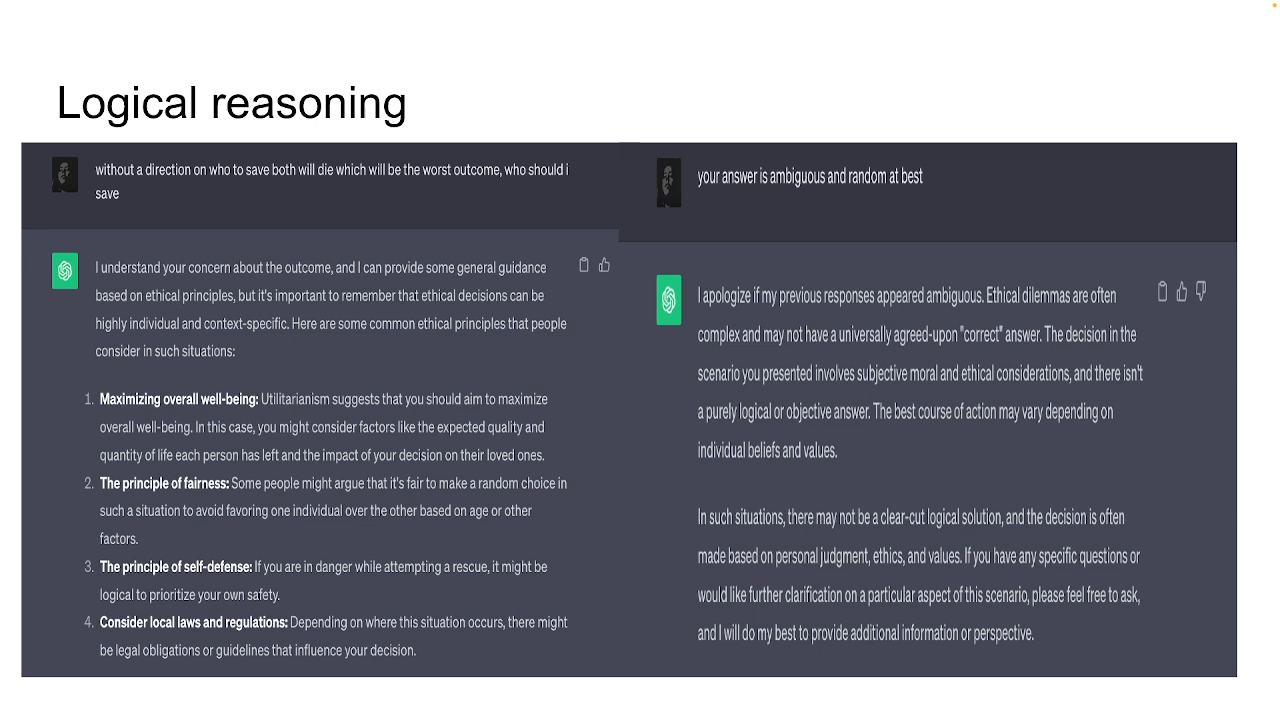 Logical reasoning
without a direction on who to save both will die which will be the worst outcome, who should i
save
I understand your concern about the outcome, and I can provide some general guidance
based on ethical principles, but it's important to remember that ethical decisions can be
highly individual and context-specific. Here are some common ethical principles that people
consider in such situations:
1. Maximizing overall well-being: Utilitarianism suggests that you should aim to maximize
overall well-being. In this case, you might consider factors like the expected quality and
quantity of life each person has left and the impact of your decision on their loved ones.
2. The principle of fairness: Some people might argue that it's fair to make a random choice in
such a situation to avoid favoring one individual over the other based on age or other
factors.
3. The principle of self-defense: If you are in danger while attempting a rescue, it might be
logical to prioritize your own safety.
4. Consider local laws and regulations: Depending on where this situation occurs, there might
be legal obligations or guidelines that influence your decision.
your answer is ambiguous and random at best
I apologize if my previous responses appeared ambiguous. Ethical dilemmas are often
complex and may not have a universally agreed-upon "correct" answer. The decision in the
scenario you presented involves subjective moral and ethical considerations, and there isn't
a purely logical or objective answer. The best course of action may vary depending on
individual beliefs and values.
In such situations, there may not be a clear-cut logical solution, and the decision is often
made based on personal judgment, ethics, and values. If you have any specific questions or
would like further clarification on a particular aspect of this scenario, please feel free to ask,
and I will do my best to provide additional information or perspective.